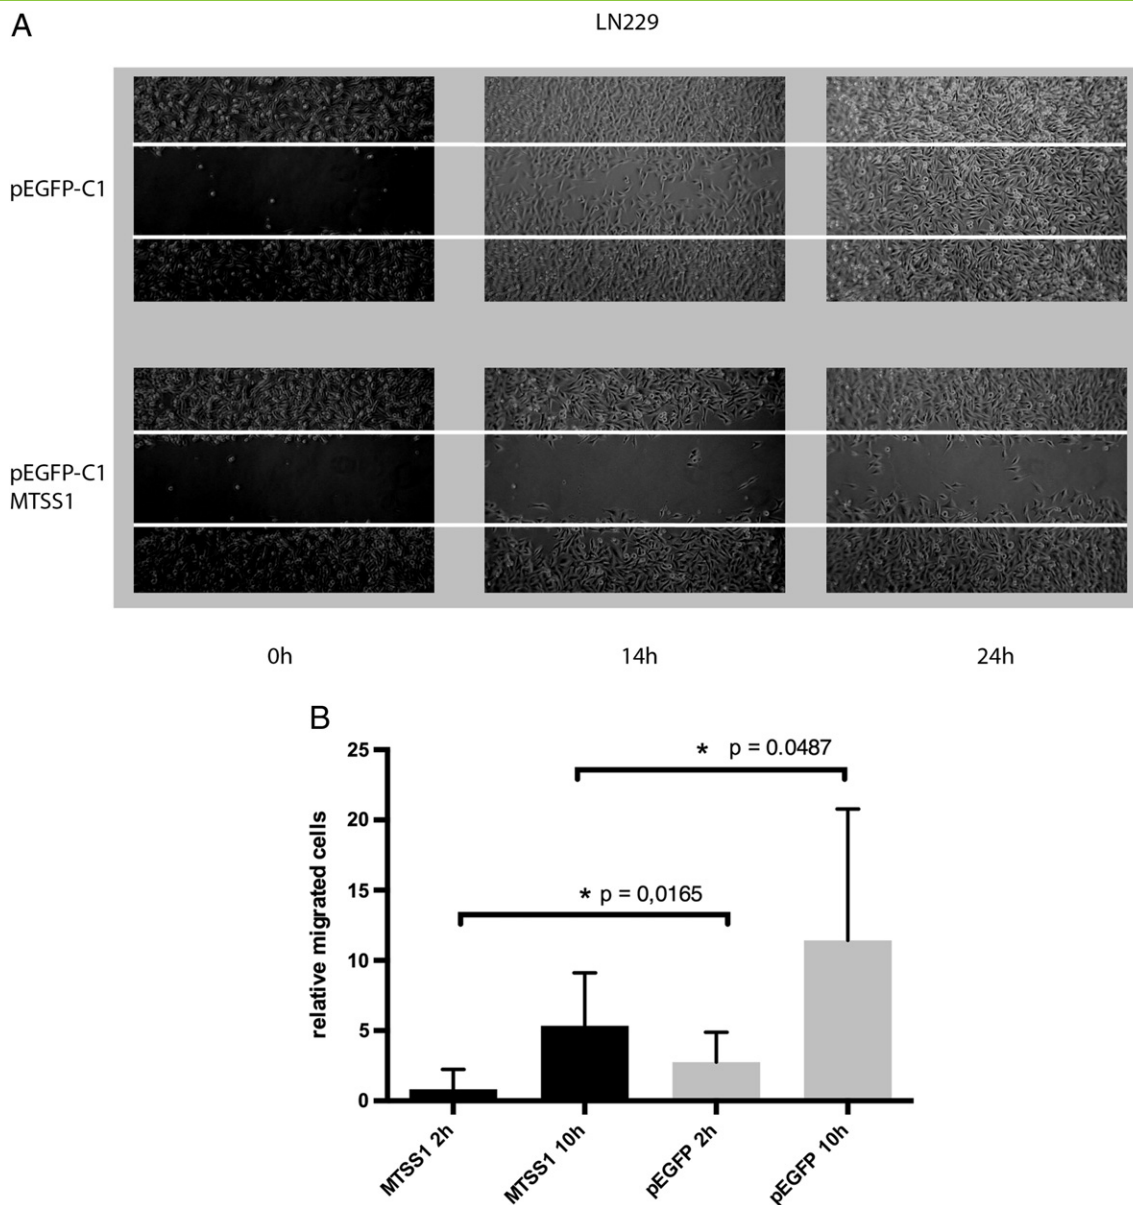 A
LN229
pEGFP-C1
pEGFP-C1
MTSS1
0h 14h 24h
B
relative migrated cells
25
20
15
10
5
0
* p = 0.0487
* p = 0,0165
MTSS1 2h
MTSS1 10h
pEGFP 2h
pEGFP 10h